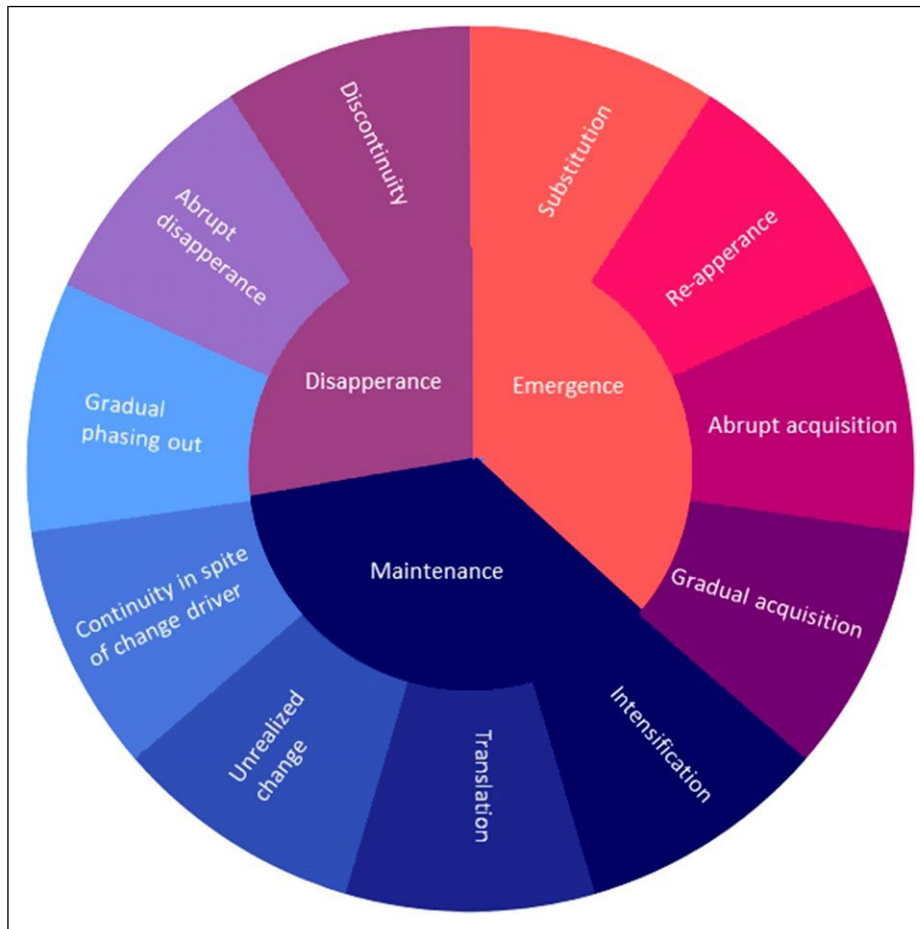 Discontinuity
Substitution
Re-apperance
Abrupt acquisition
Gradual acquisition
Intensification
Translation
Unrealized
change
Continuity in spite
of change driver
Gradual
phasing out
Abrupt
disapperance
Disapperance
Emergence
Maintenance